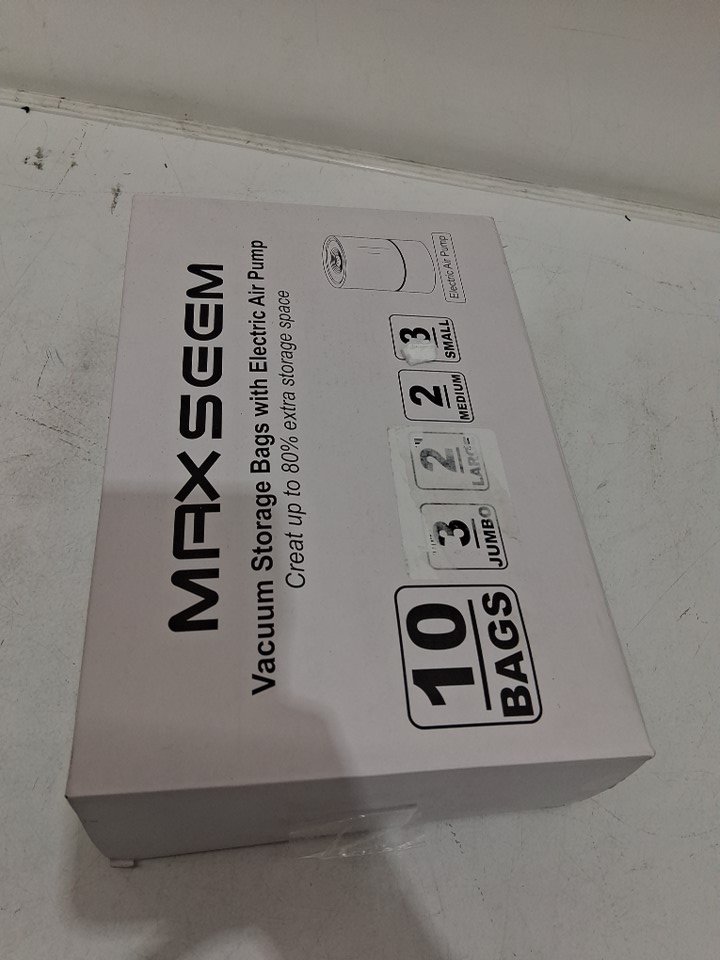 MAXSEEM
Vacuum Storage Bags with Electric Air Pump
Creat up to 80% extra storage space
Electric Air Pump
10
BAGS
3
JUMBO
2
LARGE
2
MEDIUM
3
SMALL